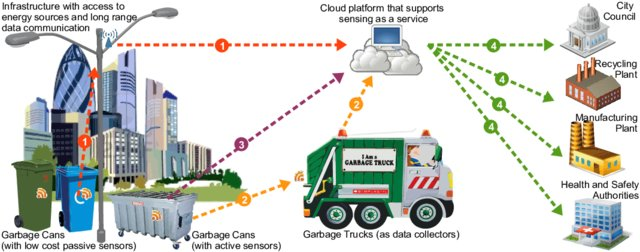 Infrastructure with access to
energy sources and long range
data communication
Cloud platform that supports
sensing as a service
City
Council
1
4
Recycling
Plant
4
2
4
Manufacturing
Plant
1
3
4
I Am a
GARBAGE TRUCK
2
Health and Safety
Authorities
Garbage Cans
(with low cost passive sensors)
Garbage Cans
(with active sensors)
Garbage Trucks (as data collectors)